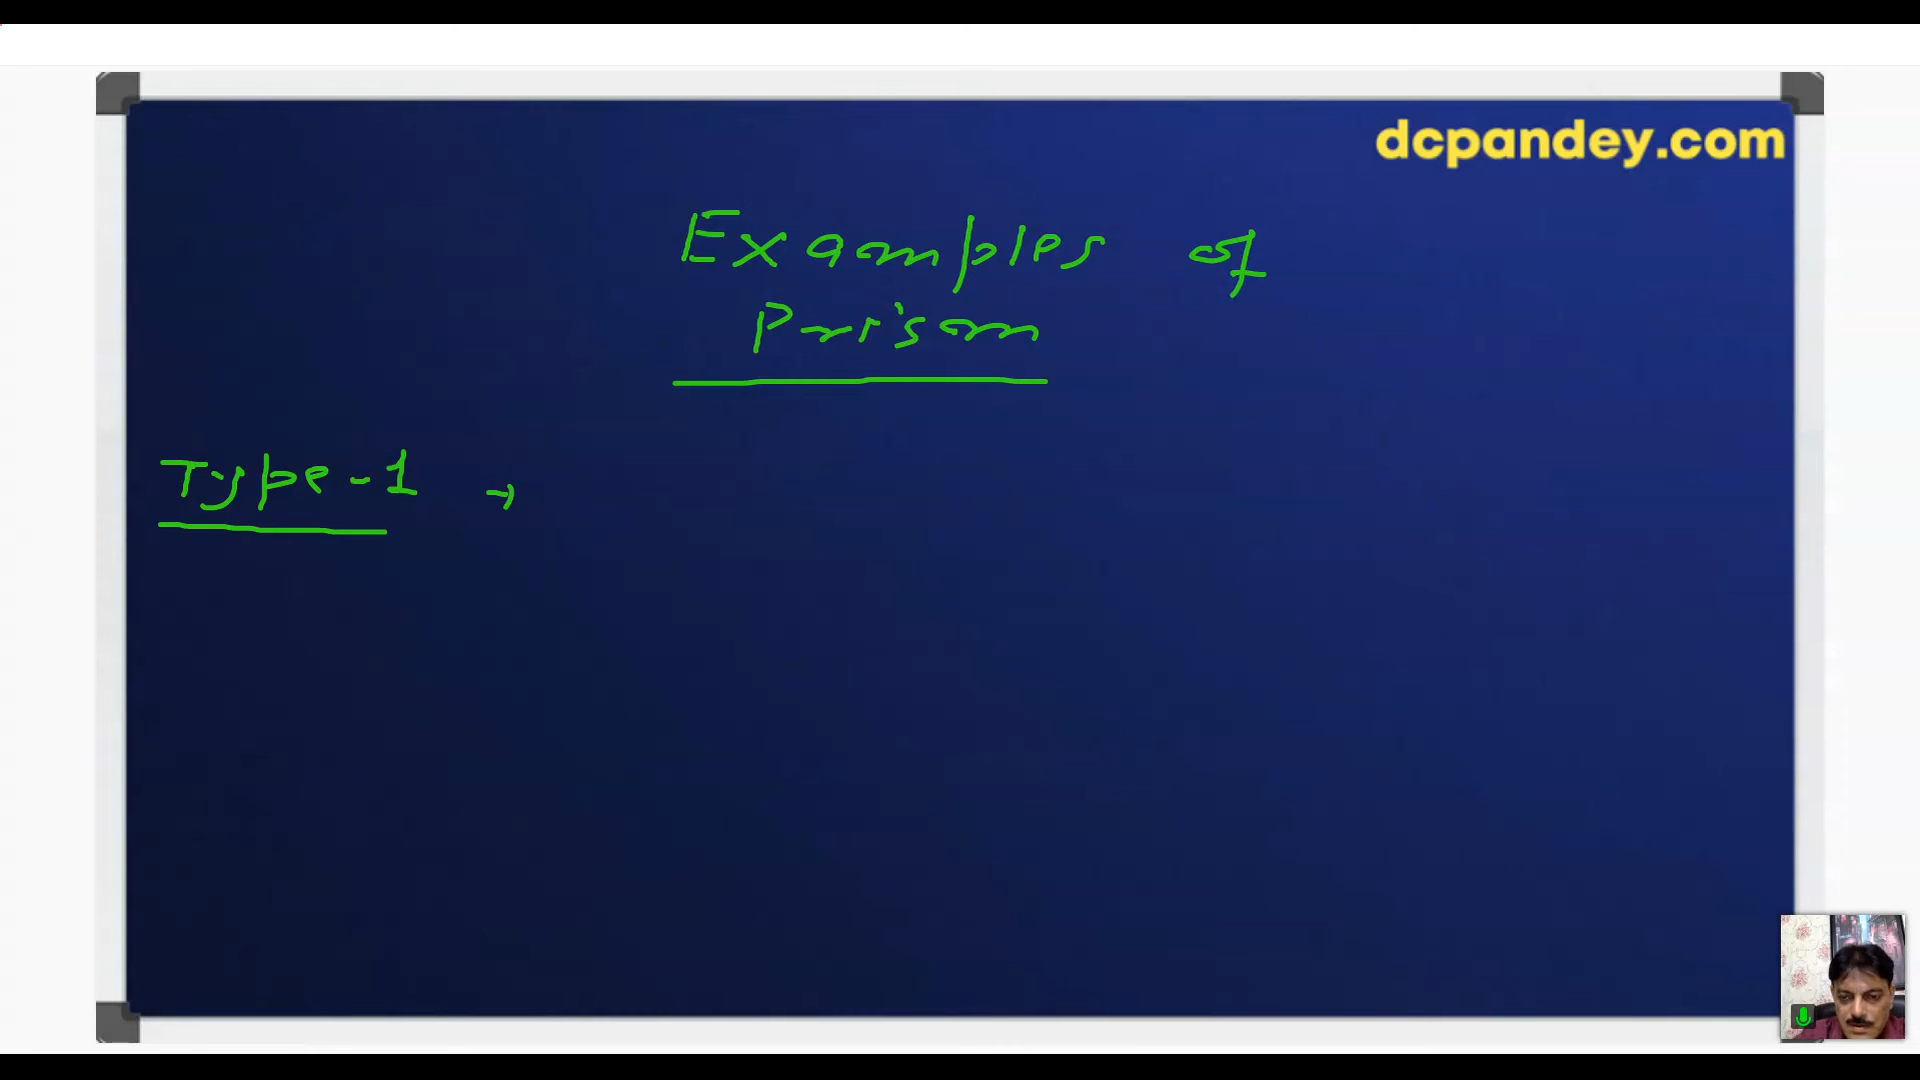 dcpandey.com
Examples of
Prism
Type-1 →